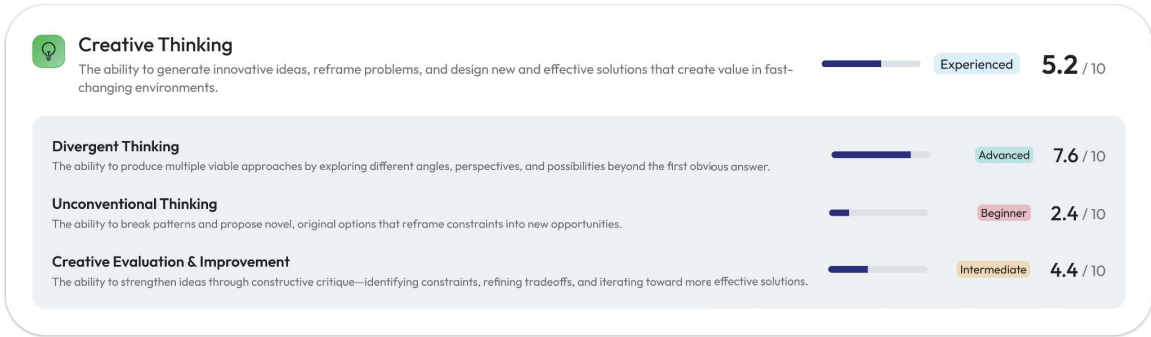 Creative Thinking
The ability to generate innovative ideas, reframe problems, and design new and effective solutions that create value in fast-
changing environments.
Experienced 5.2 / 10
Divergent Thinking
The ability to produce multiple viable approaches by exploring different angles, perspectives, and possibilities beyond the first obvious answer.
Advanced 7.6 / 10
Unconventional Thinking
The ability to break patterns and propose novel, original options that reframe constraints into new opportunities.
Beginner 2.4 / 10
Creative Evaluation & Improvement
The ability to strengthen ideas through constructive critique—identifying constraints, refining tradeoffs, and iterating toward more effective solutions.
Intermediate 4.4 / 10